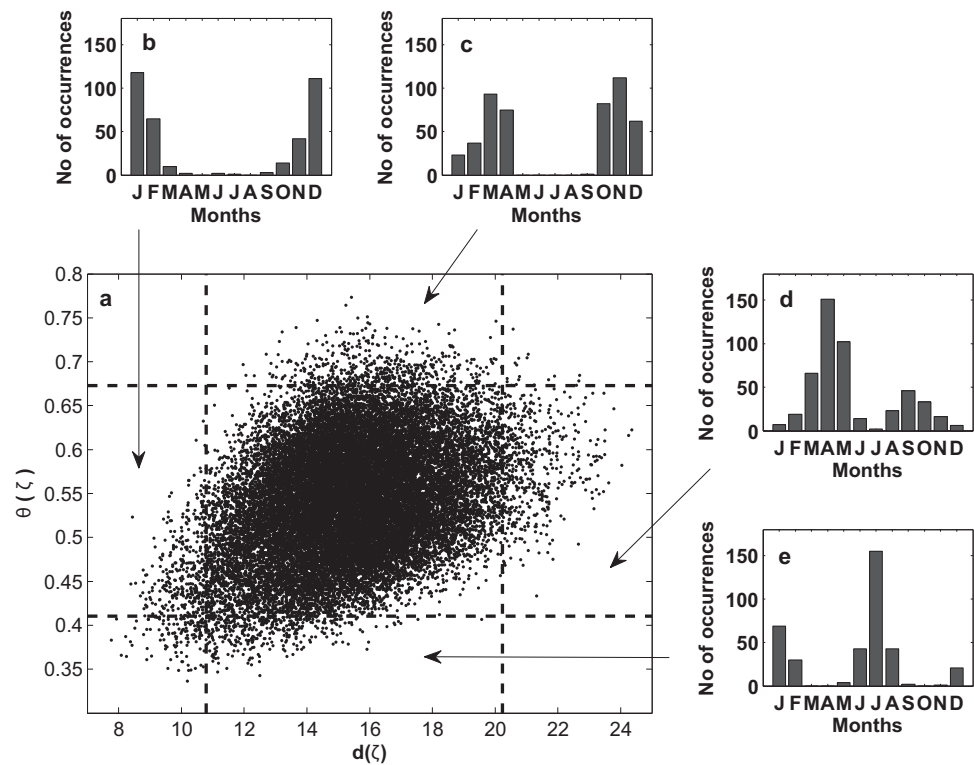 b
No of occurrences
150
100
50
0
J F M A M J J A S O N D
Months
c
No of occurrences
150
100
50
0
J F M A M J J A S O N D
Months
a
θ ( ζ )
0.8
0.75
0.7
0.65
0.6
0.55
0.5
0.45
0.4
0.35
8 10 12 14 16 18 20 22 24
d(ζ)
d
No of occurrences
150
100
50
0
J F M A M J J A S O N D
Months
e
No of occurrences
150
100
50
0
J F M A M J J A S O N D
Months